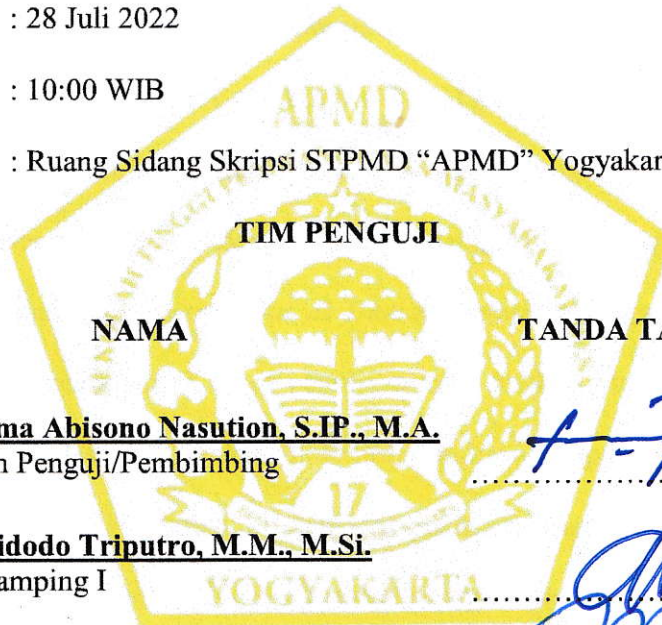 : 28 Juli 2022
: 10:00 WIB
APMD
: Ruang Sidang Skripsi STPMD “APMD” Yogyakar
TIM PENGUJI
NAMA
TANDA TA
ma Abisono Nasution, S.IP., M.A.
n Penguji/Pembimbing
17
idodo Triputro, M.M., M.Si.
amping I
YOGYAKARTA